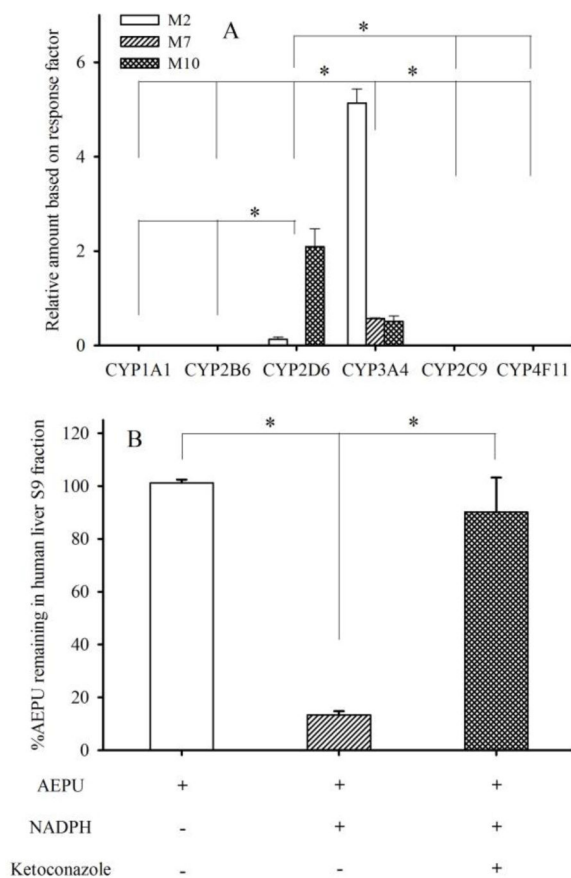 A
M2
M7
M10
*
* *
*
Relative amount based on response factor
6
4
2
0
CYP1A1 CYP2B6 CYP2D6 CYP3A4 CYP2C9 CYP4F11
B
* *
%AEPU remaining in human liver S9 fraction
120
100
80
60
40
20
0
AEPU + + +
NADPH - + +
Ketoconazole - - +